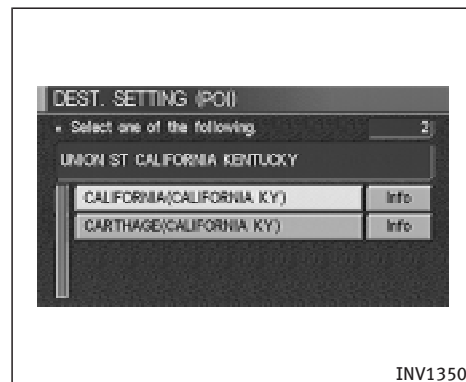 DEST. SETTING (POI)
Select one of the following. 2
UNION ST CALIFORNIA KENTUCKY
CALIFORNIA(CALIFORNIA KY) Info
CARTHAGE(CALIFORNIA KY) Info
INV1350